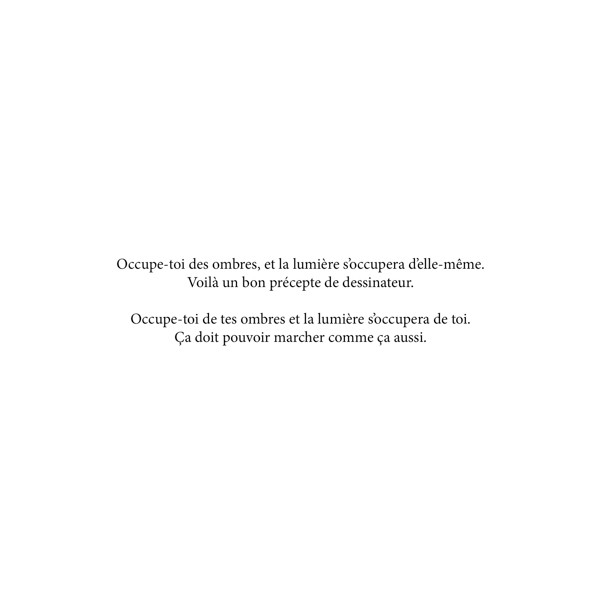 Occupe-toi des ombres, et la lumière s’occupera d’elle-même.
Voilà un bon précepte de dessinateur.
Occupe-toi de tes ombres et la lumière s’occupera de toi.
Ça doit pouvoir marcher comme ça aussi.